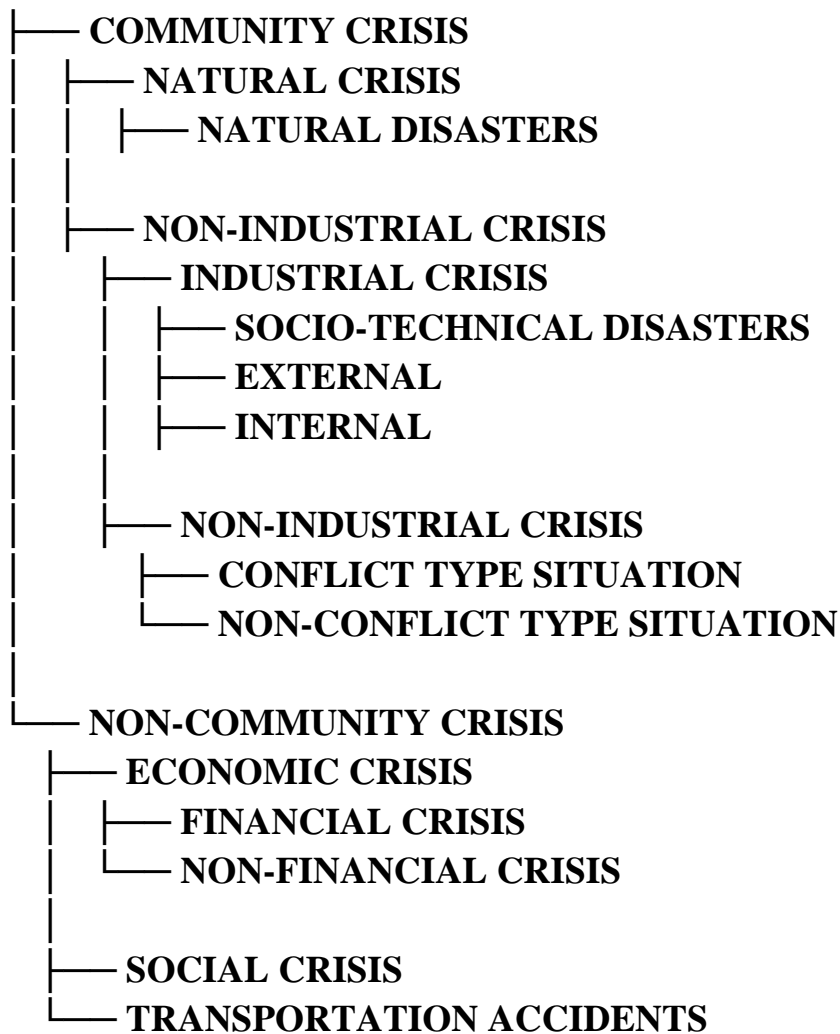 COMMUNITY CRISIS
NATURAL CRISIS
NATURAL DISASTERS
NON-INDUSTRIAL CRISIS
INDUSTRIAL CRISIS
SOCIO-TECHNICAL DISASTERS
EXTERNAL
INTERNAL
NON-INDUSTRIAL CRISIS
CONFLICT TYPE SITUATION
NON-CONFLICT TYPE SITUATION
NON-COMMUNITY CRISIS
ECONOMIC CRISIS
FINANCIAL CRISIS
NON-FINANCIAL CRISIS
SOCIAL CRISIS
TRANSPORTATION ACCIDENTS